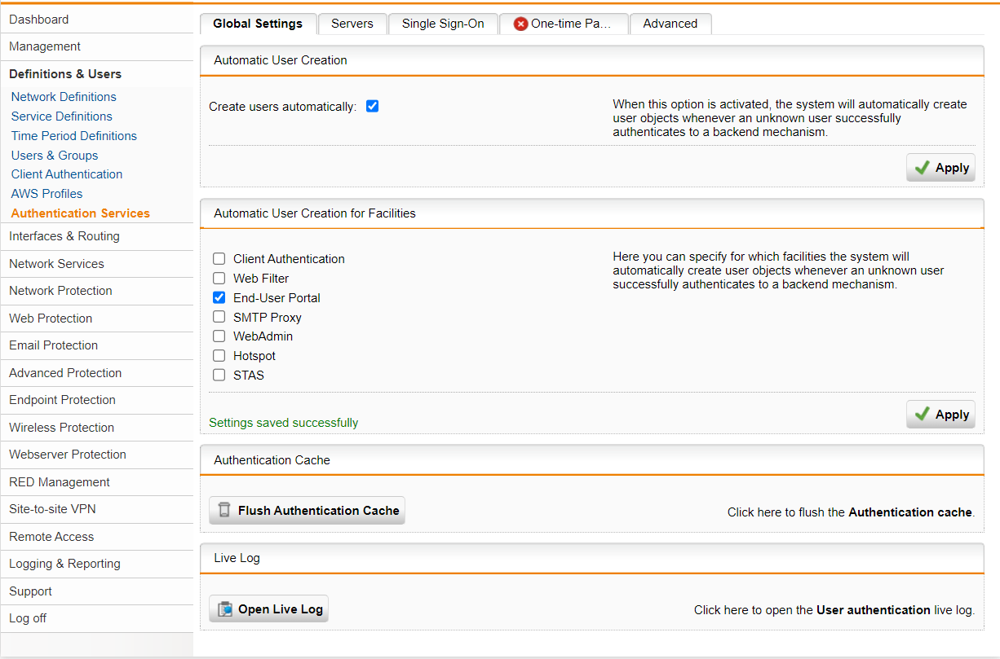 Dashboard
Management
Definitions & Users
Network Definitions
Service Definitions
Time Period Definitions
Users & Groups
Client Authentication
AWS Profiles
Authentication Services
Interfaces & Routing
Network Services
Network Protection
Web Protection
Email Protection
Advanced Protection
Endpoint Protection
Wireless Protection
Webserver Protection
RED Management
Site-to-site VPN
Remote Access
Logging & Reporting
Support
Log off
Global Settings
Servers
Single Sign-On
One-time Pa...
Advanced
Automatic User Creation
Create users automatically:
When this option is activated, the system will automatically create
user objects whenever an unknown user successfully
authenticates to a backend mechanism.
Apply
Automatic User Creation for Facilities
Client Authentication
Web Filter
End-User Portal
SMTP Proxy
WebAdmin
Hotspot
STAS
Here you can specify for which facilities the system will
automatically create user objects whenever an unknown user
successfully authenticates to a backend mechanism.
Settings saved successfully
Apply
Authentication Cache
Flush Authentication Cache
Click here to flush the Authentication cache.
Live Log
Open Live Log
Click here to open the User authentication live log.